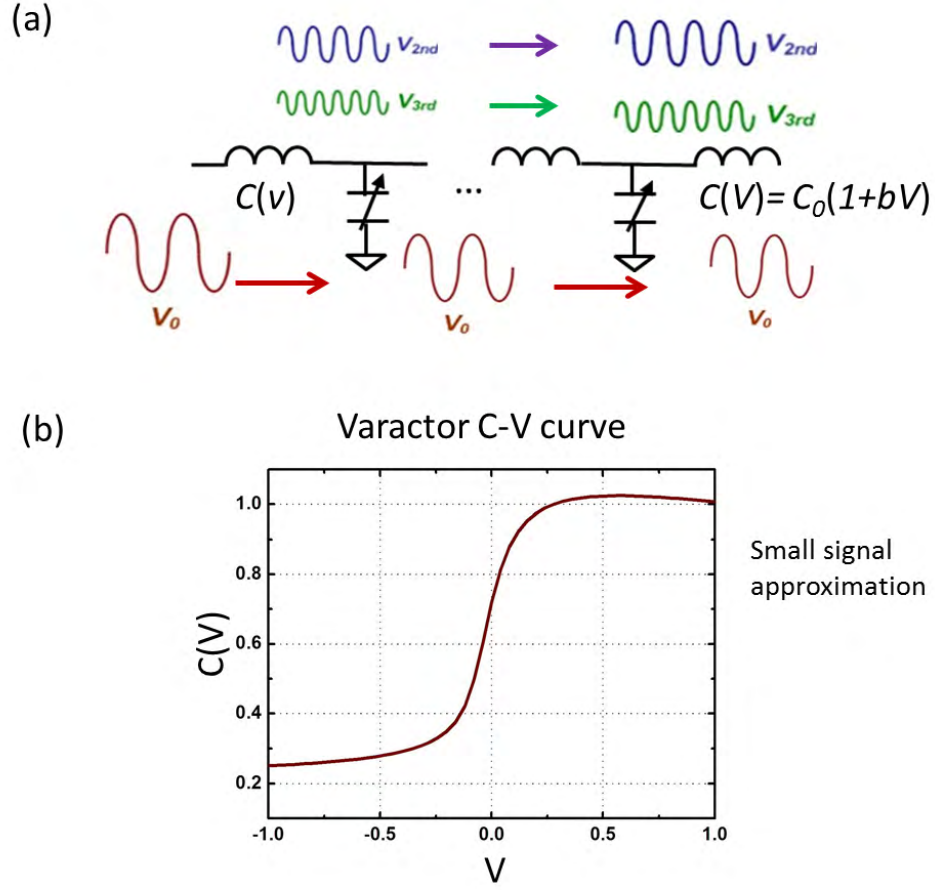 (a)
V2nd V2nd
V3rd V3rd
C(v) ... C(V)= C0(1+bV)
V0 V0 V0
(b)
Varactor C-V curve
1.0
0.8
0.6
0.4
0.2
C(V)
-1.0 -0.5 0.0 0.5 1.0
V
Small signal
approximation